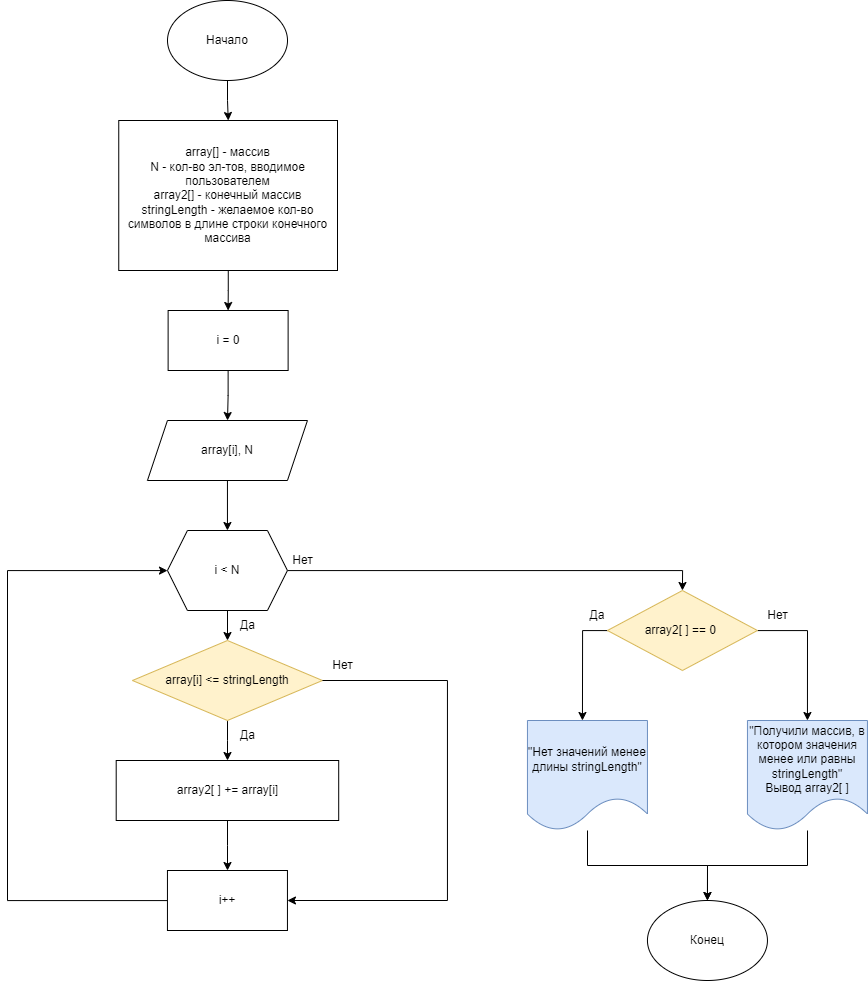 Начало
array[] - массив
N - кол-во эл-тов, вводимое
пользователем
array2[] - конечный массив
stringLength - желаемое кол-во
символов в длине строки конечного
массива
i = 0
array[i], N
i < N
Нет
Да
array[i] <= stringLength
Нет
Да
array2[ ] += array[i]
i++
array2[ ] == 0
Да
Нет
"Нет значений менее
длины stringLength"
"Получили массив, в
котором значения
менее или равны
stringLength"
Вывод array2[ ]
Конец